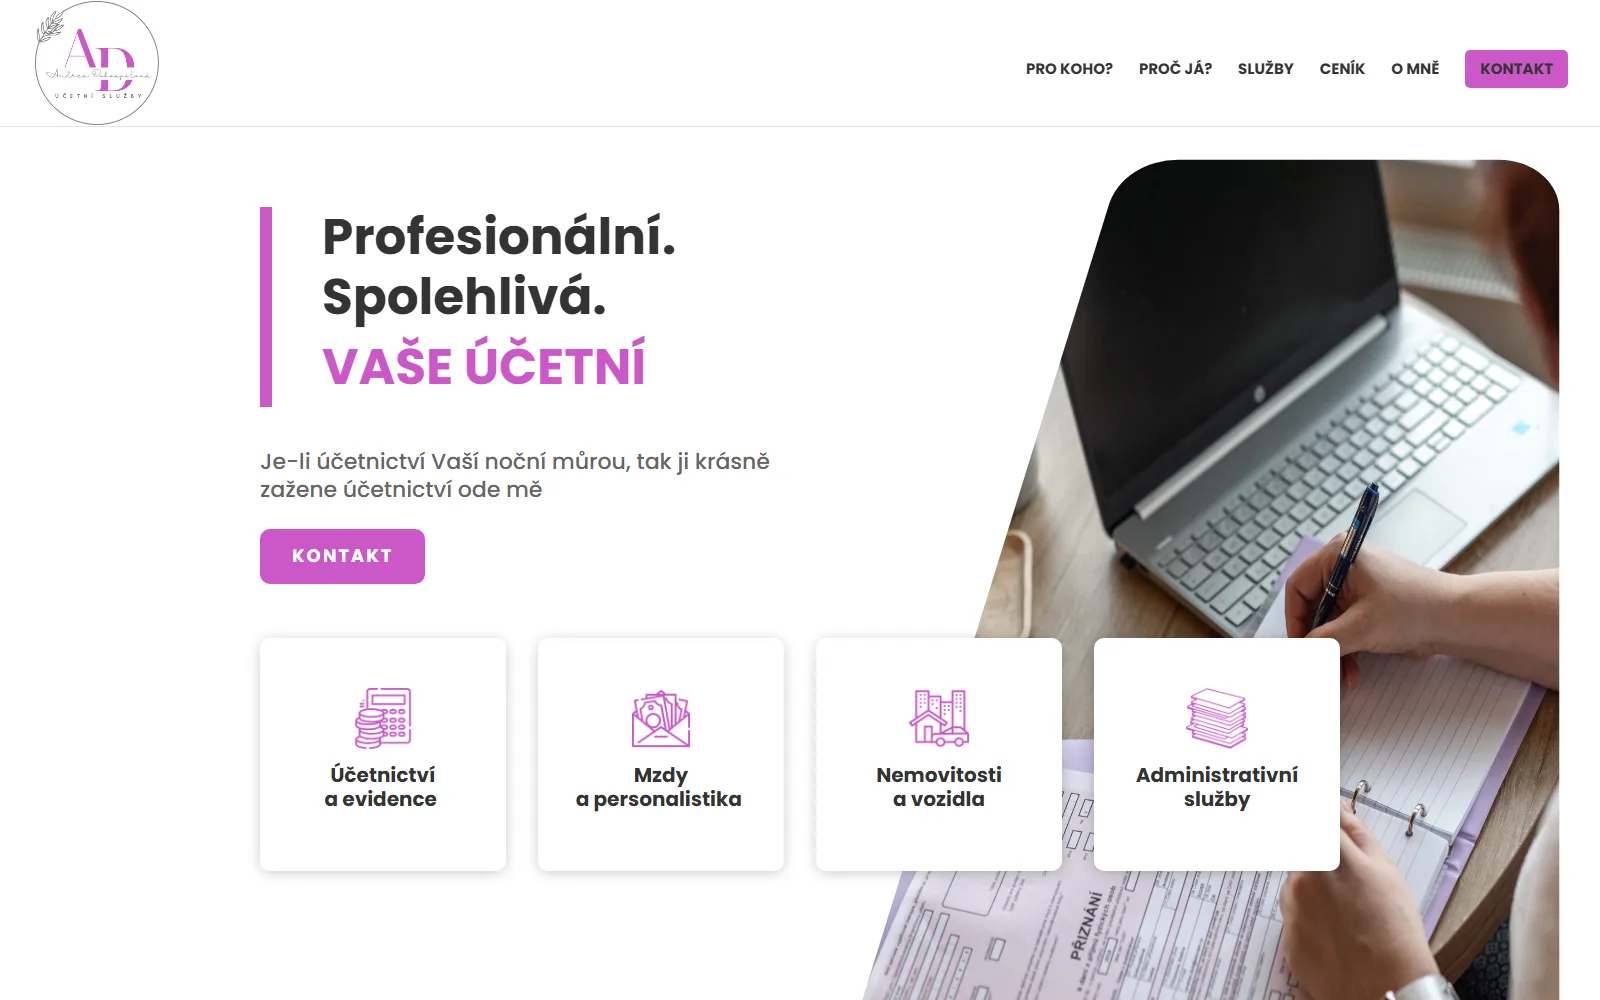 AD
ÚČETNÍ SLUŽBY
PRO KOHO?
PROČ JÁ?
SLUŽBY
CENÍK
O MNĚ
KONTAKT
Profesionální.
Spolehlivá.
VAŠE ÚČETNÍ
Je-li účetnictví Vaší noční můrou, tak ji krásně
zažene účetnictví ode mě
KONTAKT
Účetnictví
a evidence
Mzdy
a personalistika
Nemovitosti
a vozidla
Administrativní
služby
PŘIZNÁNÍ